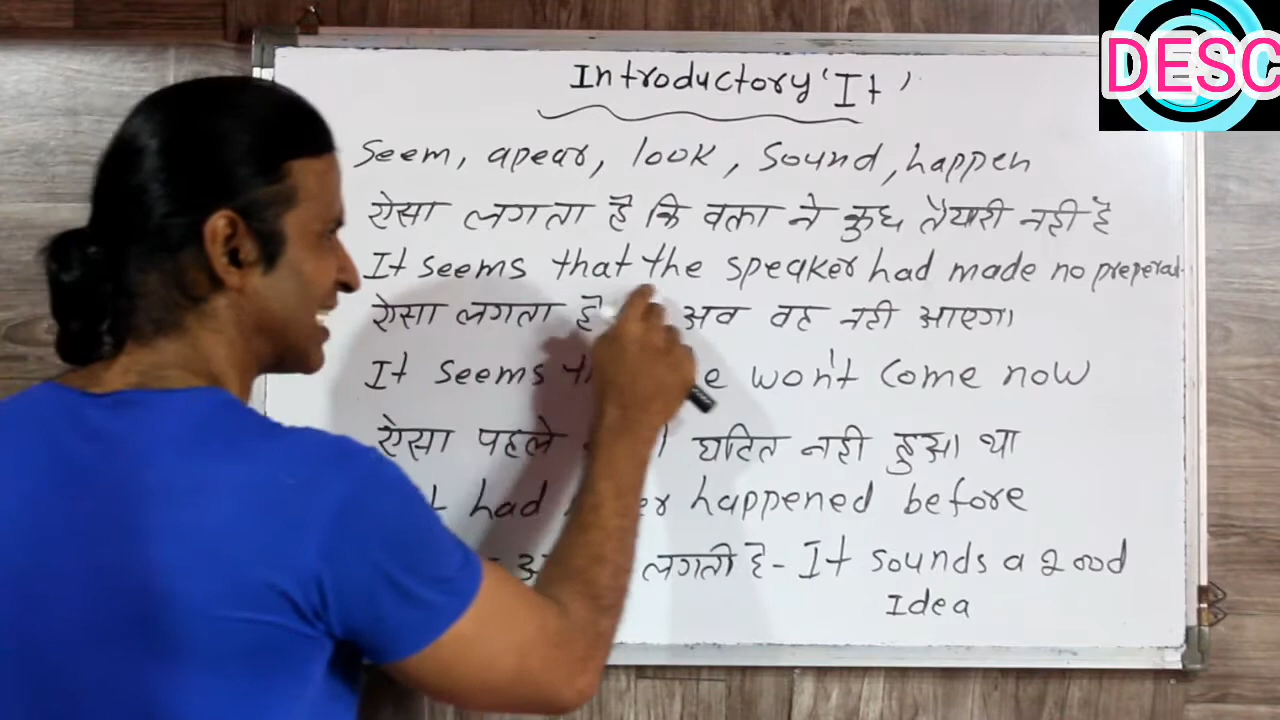 DESC
Introductory 'It'
Seem, apear, look, Sound, happen
ऐसा लगता है कि वक्ता ने कुछ तैयारी नही है
It seems that the speaker had made no preperat-
ऐसा लगता है अब वह नही आएगा
It seems won't come now
ऐसा पहले घटित नही हुआ था
had happened before
लगती है - It sounds a good
Idea